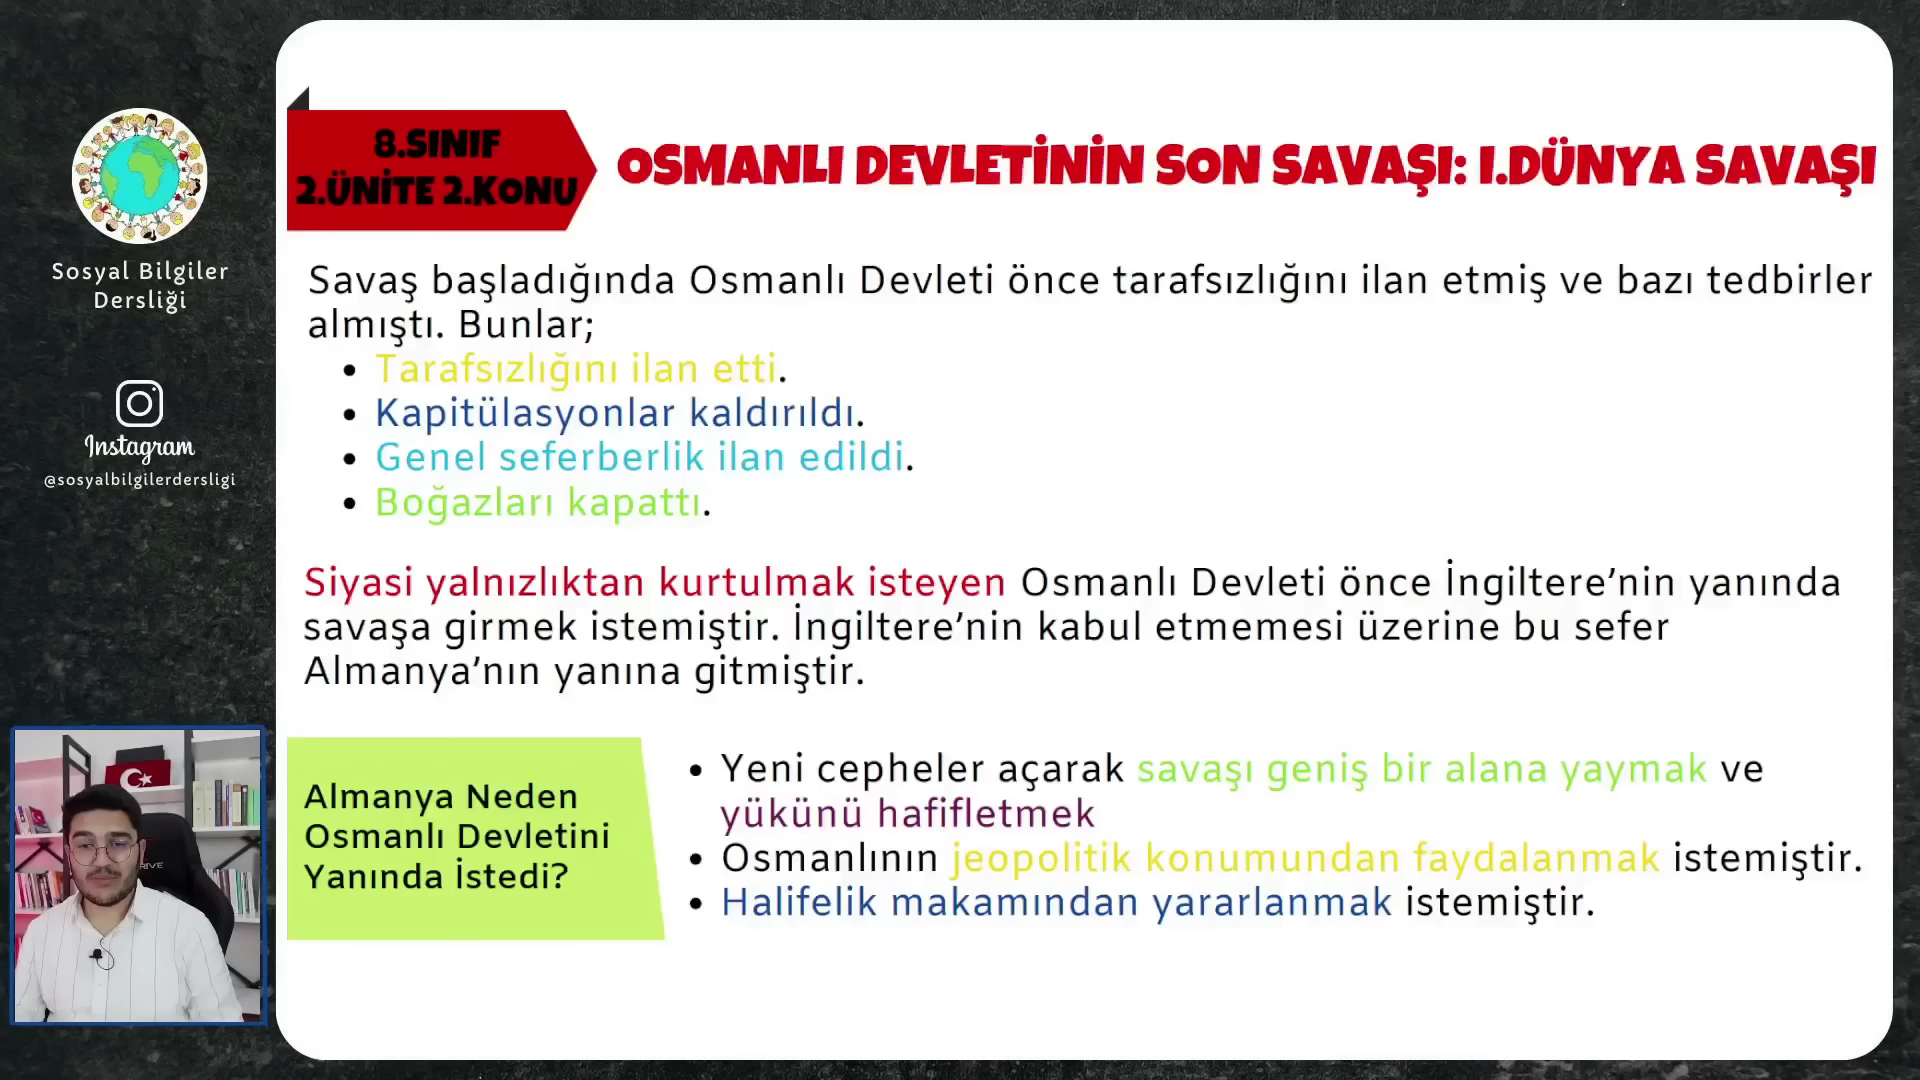 8.SINIF
2.ÜNİTE 2.KONU
OSMANLI DEVLETİNİN SON SAVAŞI: I.DÜNYA SAVAŞI
Sosyal Bilgiler
Dersliği
Instagram
@sosyalbilgilerdersligi
Savaş başladığında Osmanlı Devleti önce tarafsızlığını ilan etmiş ve bazı tedbirler
almıştı. Bunlar;
• Tarafsızlığını ilan etti.
• Kapitülasyonlar kaldırıldı.
• Genel seferberlik ilan edildi.
• Boğazları kapattı.
Siyasi yalnızlıktan kurtulmak isteyen Osmanlı Devleti önce İngiltere’nin yanında
savaşa girmek istemiştir. İngiltere’nin kabul etmemesi üzerine bu sefer
Almanya’nın yanına gitmiştir.
Almanya Neden
Osmanlı Devletini
Yanında İstedi?
• Yeni cepheler açarak savaşı geniş bir alana yaymak ve
yükünü hafifletmek
• Osmanlının jeopolitik konumundan faydalanmak istemiştir.
• Halifelik makamından yararlanmak istemiştir.